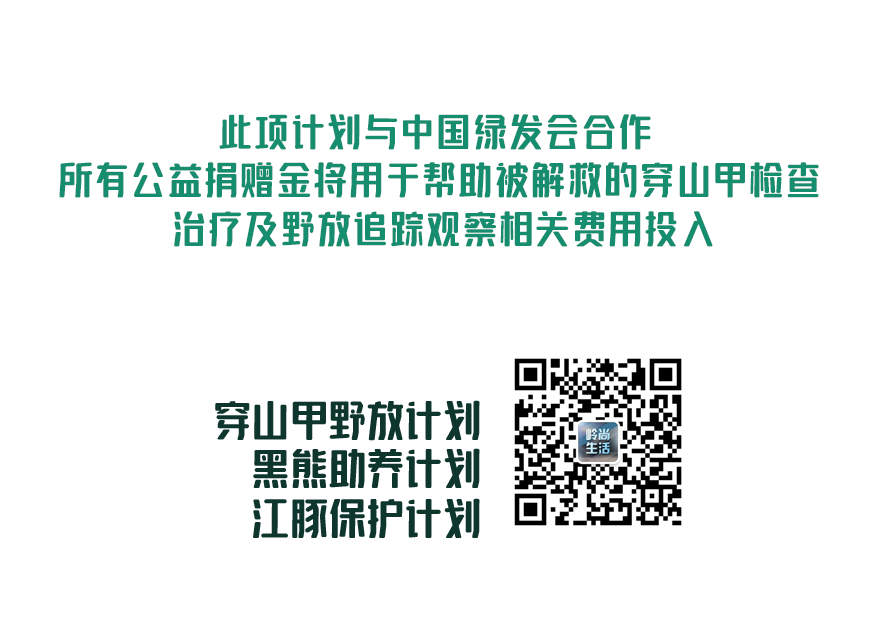 此项计划与中国绿发会合作
所有公益捐赠金将用于帮助被解救的穿山甲检查
治疗及野放追踪观察相关费用投入
穿山甲野放计划
黑熊助养计划
江豚保护计划
岭尚
生活